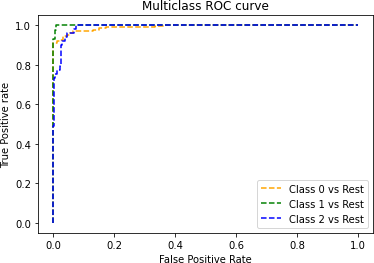 Multiclass ROC curve
1.0
0.8
0.6
0.4
0.2
0.0
True Positive rate
0.0 0.2 0.4 0.6 0.8 1.0
False Positive Rate
Class 0 vs Rest
Class 1 vs Rest
Class 2 vs Rest